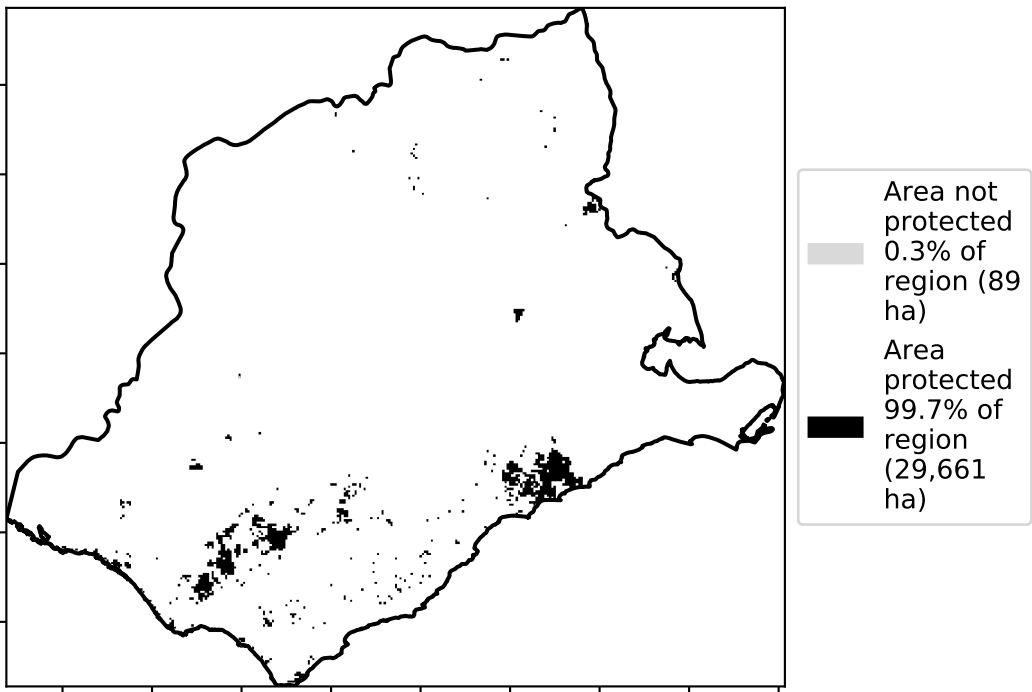 Area not
protected
0.3% of
region (89
ha)
Area
protected
99.7% of
region
(29,661
ha)